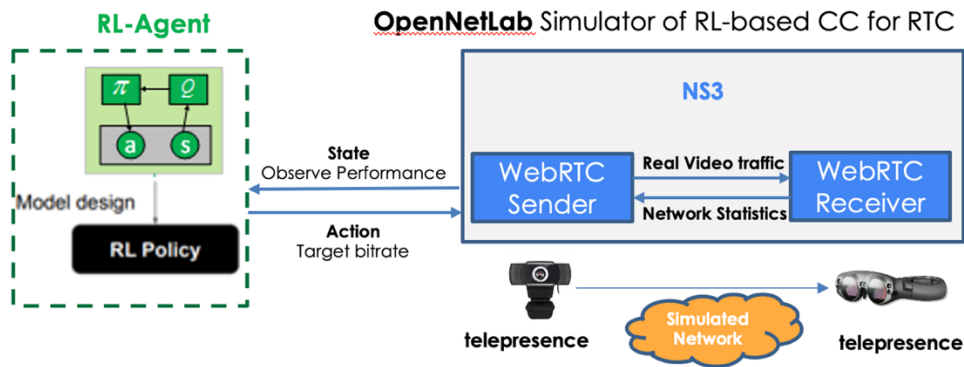 RL-Agent
OpenNetLab Simulator of RL-based CC for RTC
π
Q
a
s
Model design
RL Policy
State
Observe Performance
Action
Target bitrate
NS3
WebRTC
Sender
Real Video traffic
Network Statistics
WebRTC
Receiver
telepresence
Simulated
Network
telepresence